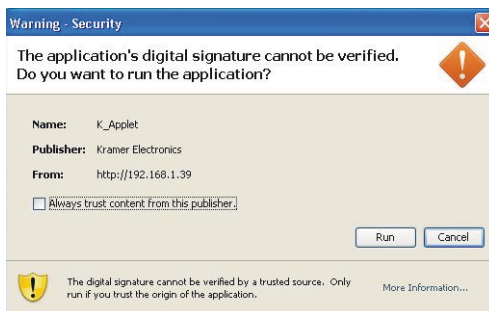 Warning - Security
The application's digital signature cannot be verified.
Do you want to run the application?
Name: K_Applet
Publisher: Kramer Electronics
From: http://192.168.1.39
Always trust content from this publisher.
Run Cancel
The digital signature cannot be verified by a trusted source. Only
run if you trust the origin of the application.
More Information...